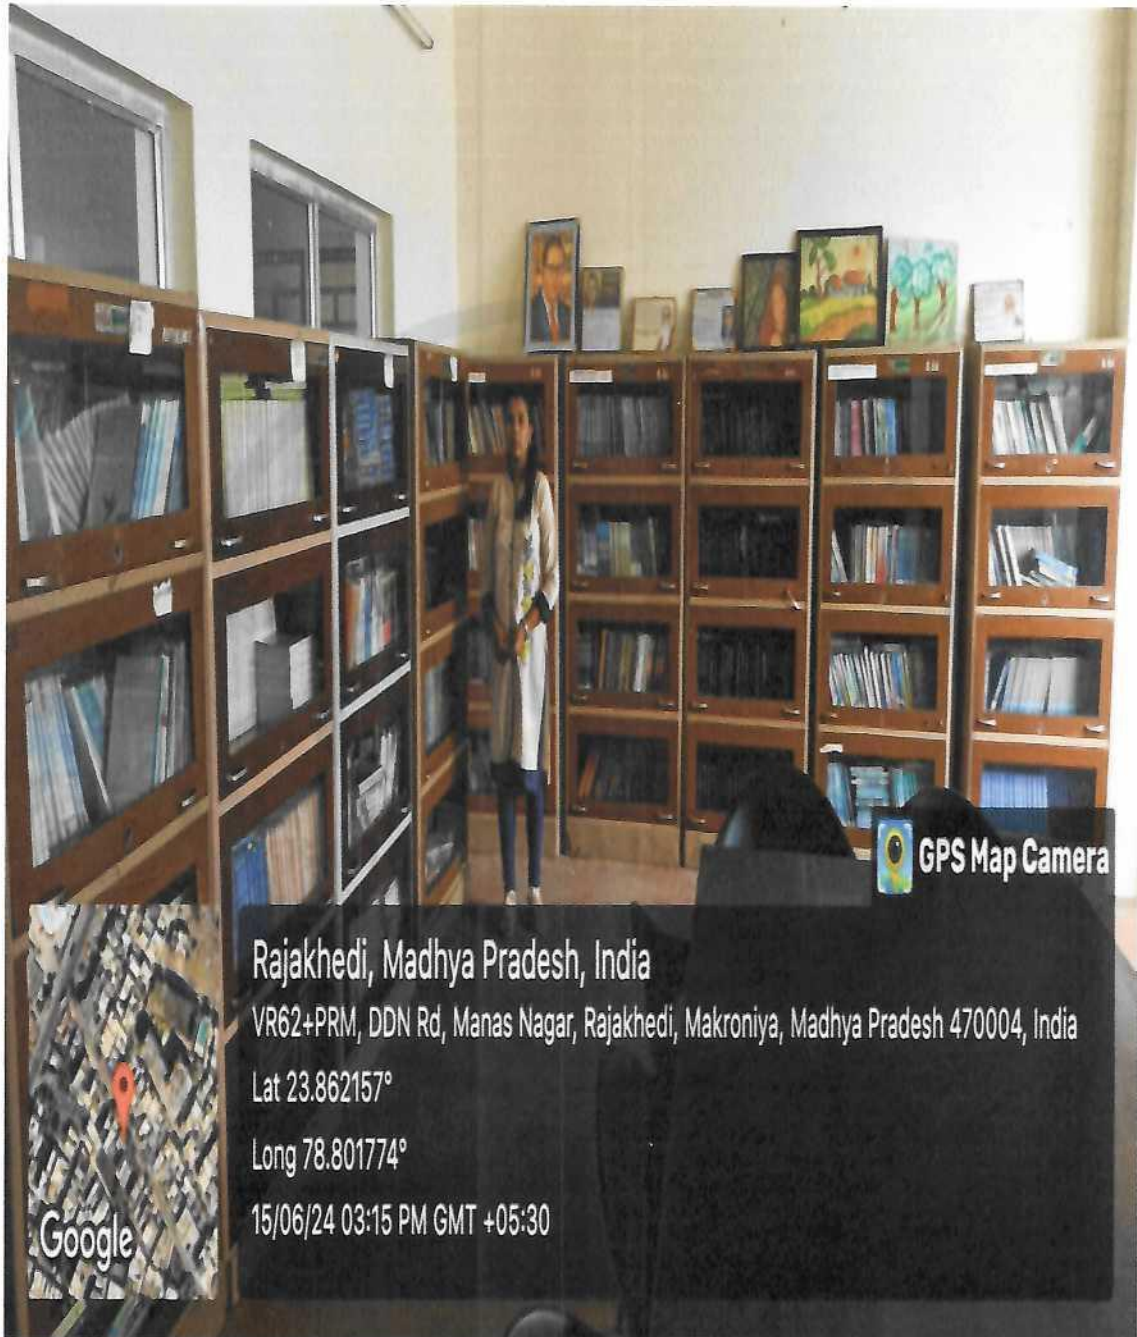 GPS Map Camera
Rajakhedi, Madhya Pradesh, India
VR62+PRM, DDN Rd, Manas Nagar, Rajakhedi, Makroniya, Madhya Pradesh 470004, India
Lat 23.862157°
Long 78.801774°
15/06/24 03:15 PM GMT +05:30
Google